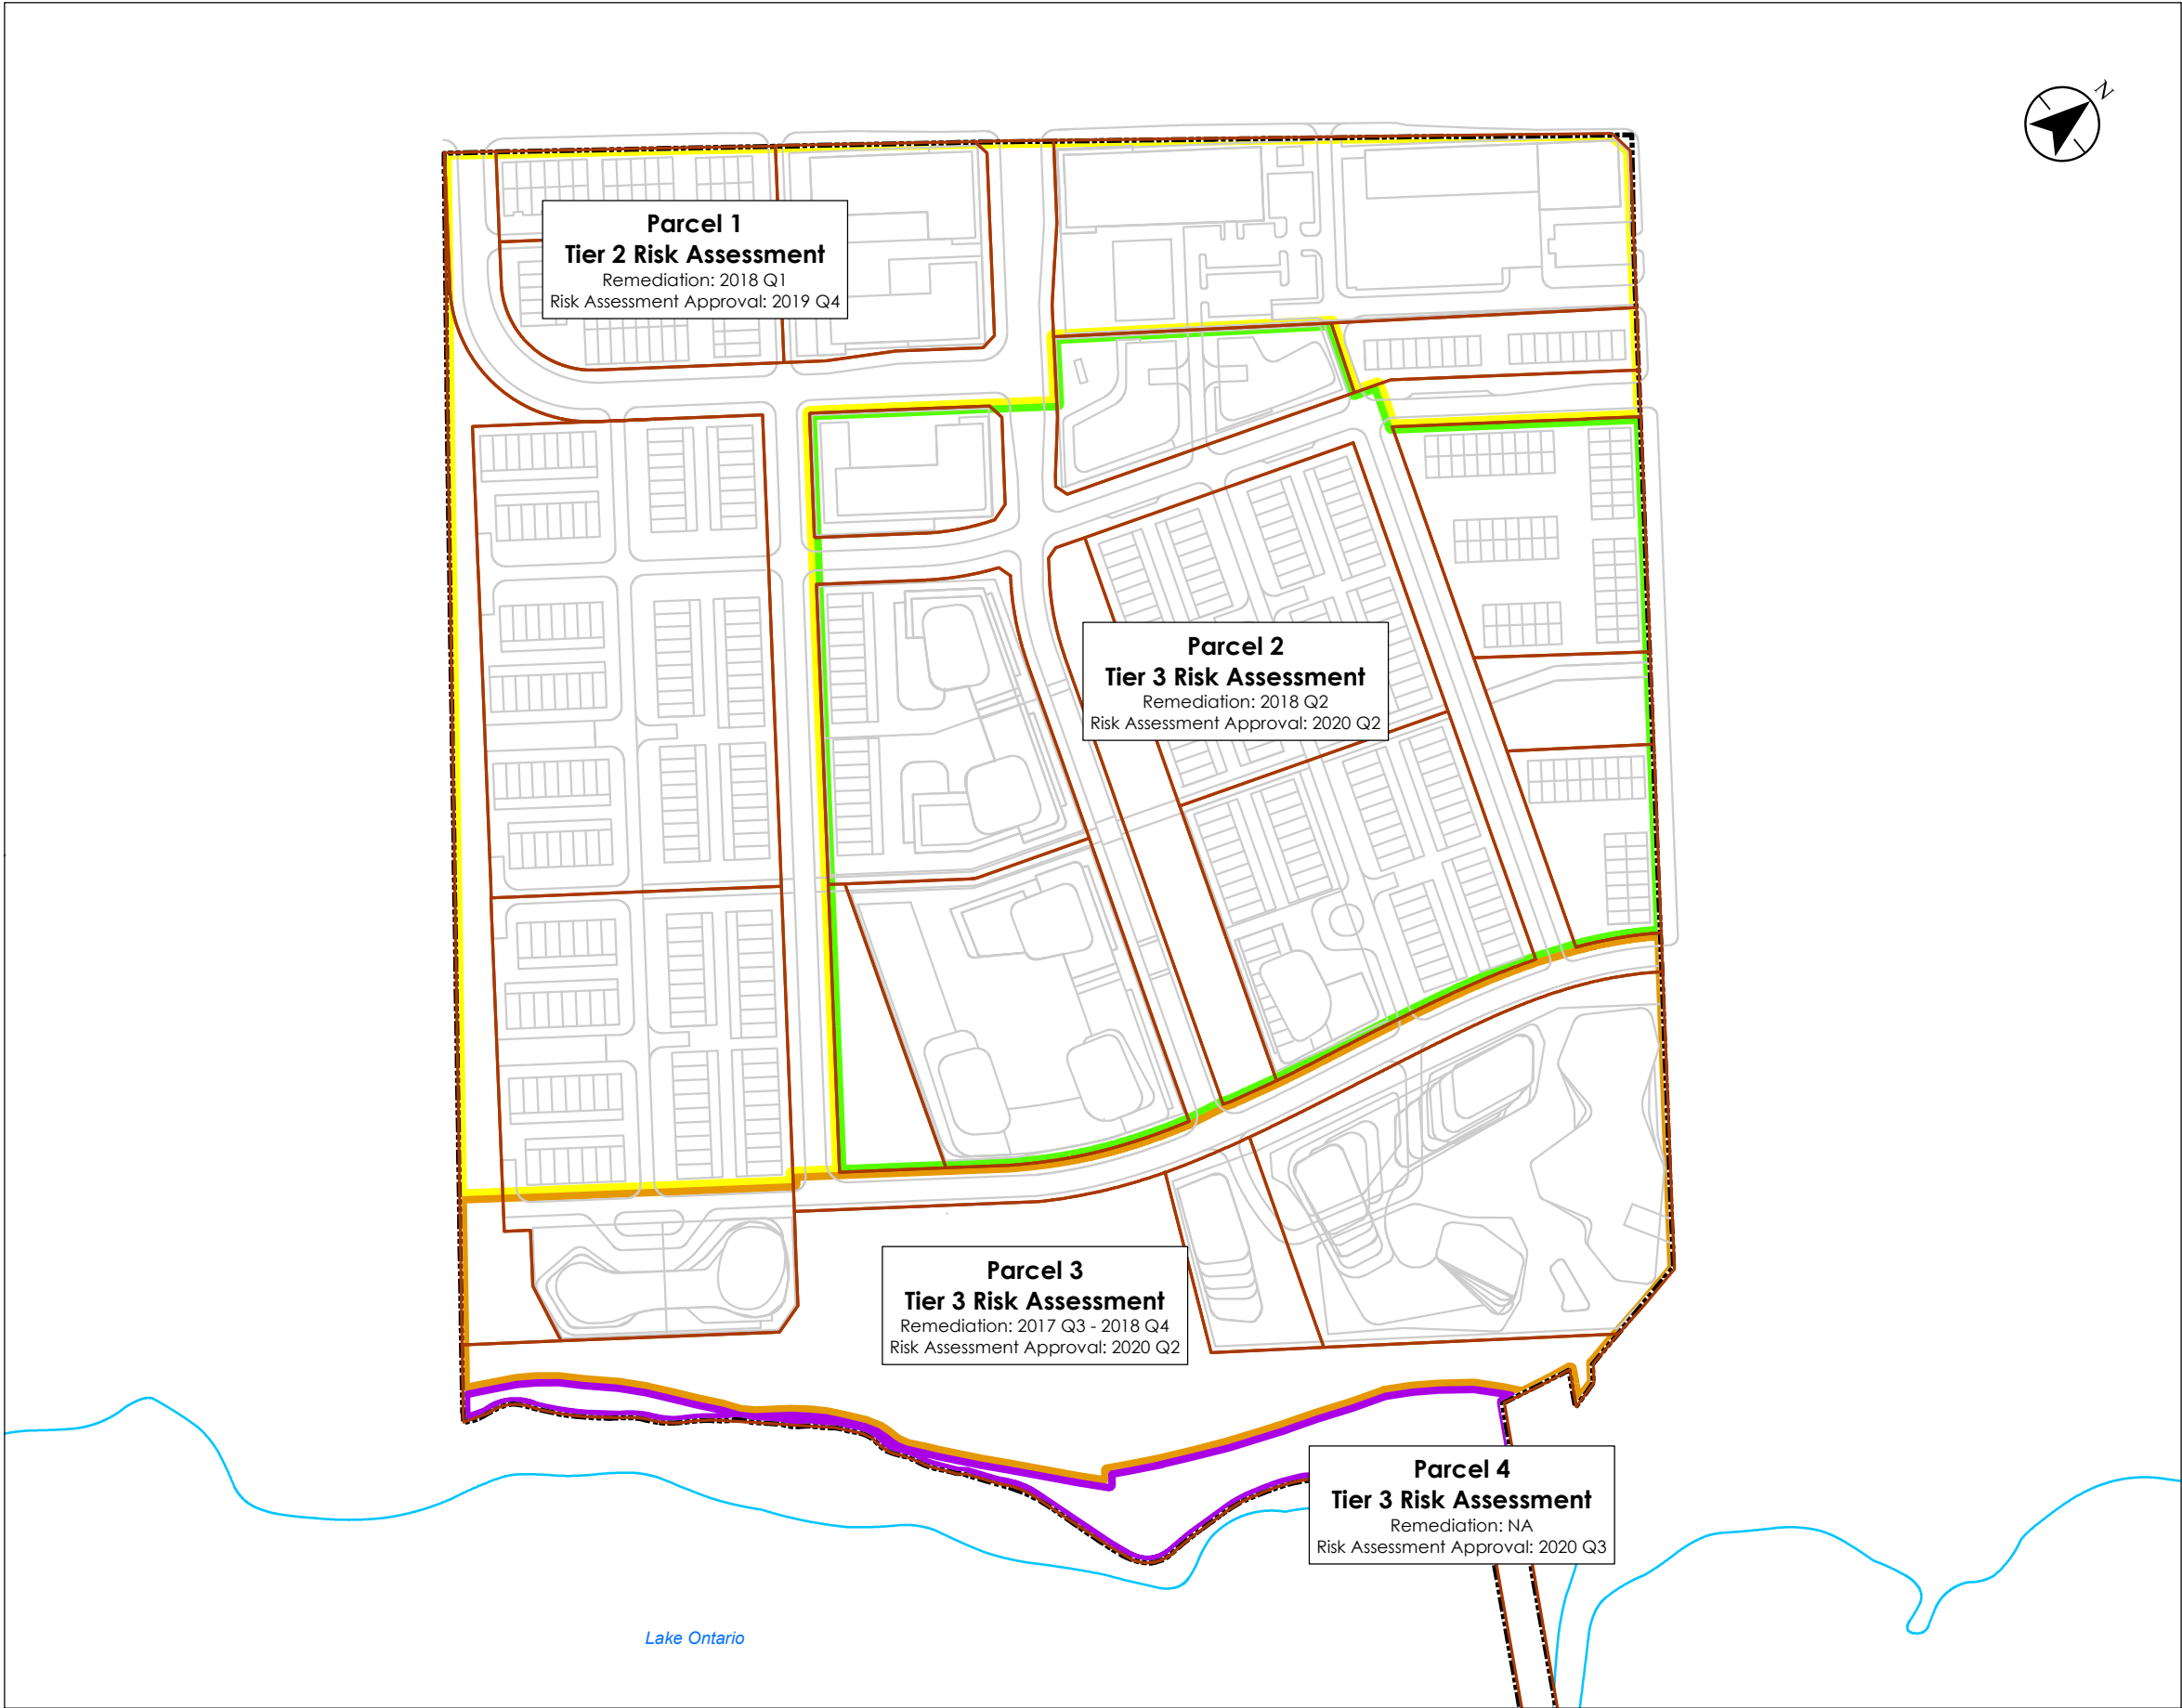 N
Parcel 1
Tier 2 Risk Assessment
Remediation: 2018 Q1
Risk Assessment Approval: 2019 Q4
Parcel 2
Tier 3 Risk Assessment
Remediation: 2018 Q2
Risk Assessment Approval: 2020 Q2
Parcel 3
Tier 3 Risk Assessment
Remediation: 2017 Q3 - 2018 Q4
Risk Assessment Approval: 2020 Q2
Parcel 4
Tier 3 Risk Assessment
Remediation: NA
Risk Assessment Approval: 2020 Q3
Lake Ontario